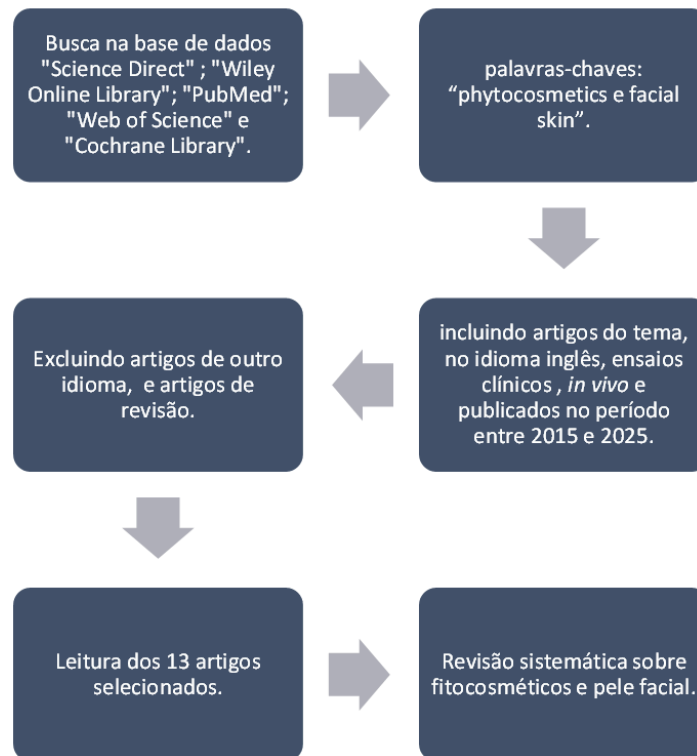 Busca na base de dados
"Science Direct" ; "Wiley
Online Library"; "PubMed";
"Web of Science" e
"Cochrane Library".
palavras-chaves:
“phytocosmetics e facial
skin”.
incluindo artigos do tema,
no idioma inglês, ensaios
clínicos , in vivo e
publicados no período
entre 2015 e 2025.
Excluindo artigos de outro
idioma, e artigos de
revisão.
Leitura dos 13 artigos
selecionados.
Revisão sistemática sobre
fitocosméticos e pele facial.